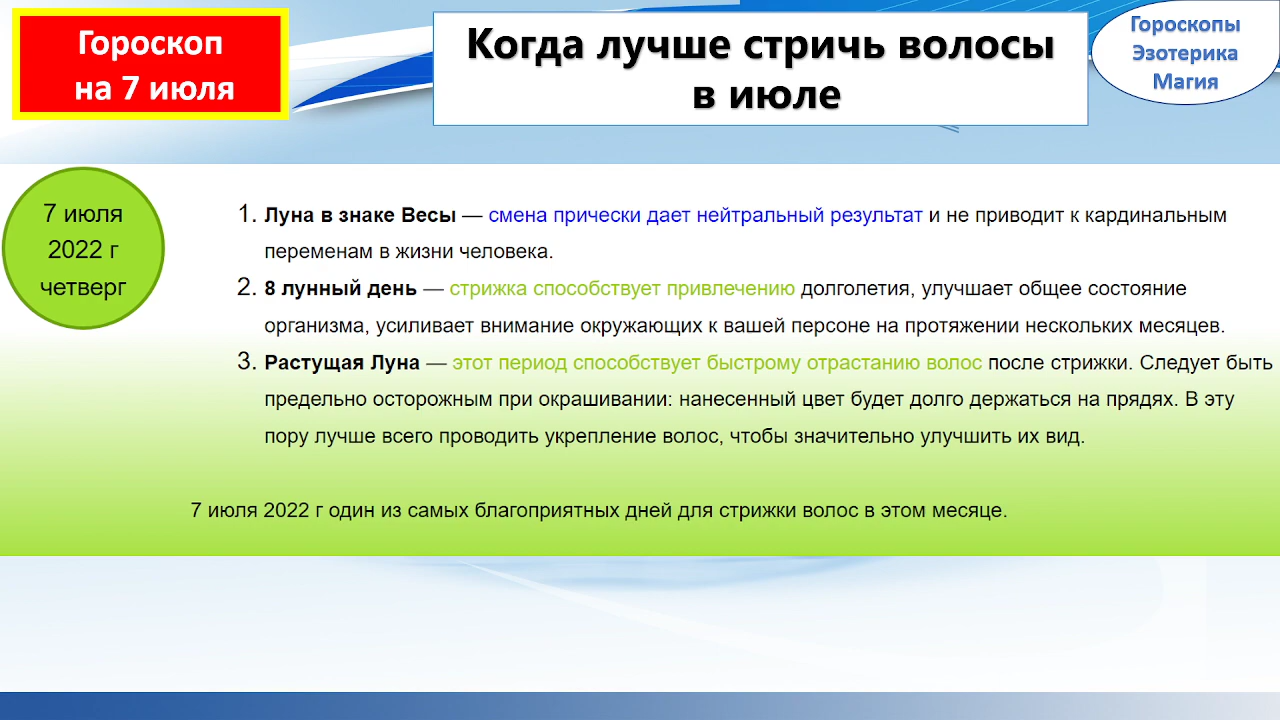 Гороскоп
на 7 июля
Когда лучше стричь волосы
в июле
Гороскопы
Эзотерика
Магия
7 июля
2022 г
четверг
1. Луна в знаке Весы — смена прически дает нейтральный результат и не приводит к кардинальным
переменам в жизни человека.
2. 8 лунный день — стрижка способствует привлечению долголетия, улучшает общее состояние
организма, усиливает внимание окружающих к вашей персоне на протяжении нескольких месяцев.
3. Растущая Луна — этот период способствует быстрому отрастанию волос после стрижки. Следует быть
предельно осторожным при окрашивании: нанесенный цвет будет долго держаться на прядях. В эту
пору лучше всего проводить укрепление волос, чтобы значительно улучшить их вид.
7 июля 2022 г один из самых благоприятных дней для стрижки волос в этом месяце.